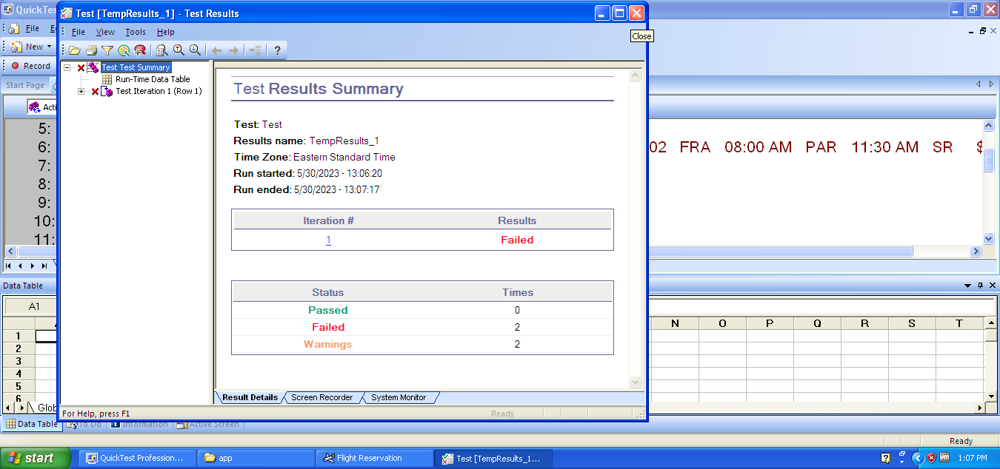 QuickTes
Test [TempResults_1] - Test Results
Close
File
File View Tools Help
New
Record
Start Page
Acti
Test Test Summary
Run-Time Data Table
Test Iteration 1 (Row 1)
Test Results Summary
Test: Test
Results name: TempResults_1
Time Zone: Eastern Standard Time
Run started: 5/30/2023 - 13:06:20
Run ended: 5/30/2023 - 13:07:17
Iteration # Results
1 Failed
Status Times
Passed 0
Failed 2
Warnings 2
Result Details Screen Recorder System Monitor
For Help, press F1 Ready
5:
6: 02 FRA 08:00 AM PAR 11:30 AM SR $
7:
8:
9:
10:
11:
Data Table
A1
N O P Q R S T
1
2
3
4
5
6
Glob
Data Table To Do Information Active Screen
Ready
start QuickTest Profession... app Flight Reservation Test [TempResults_1... 1:07 PM